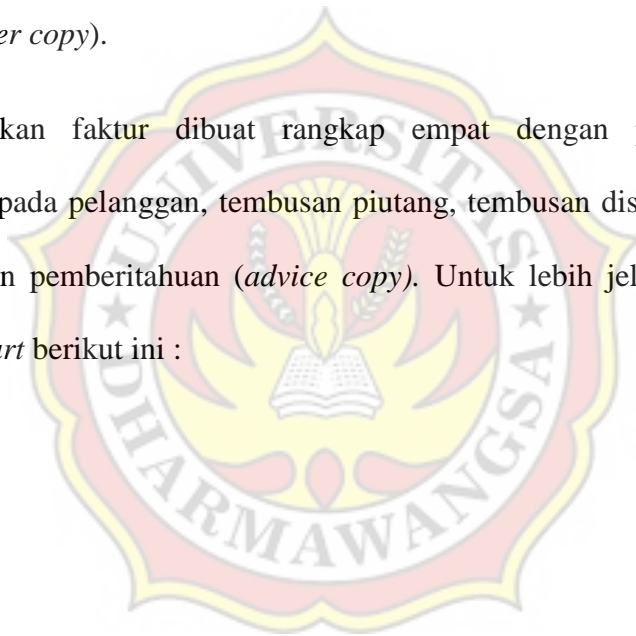 er copy).
kan faktur dibuat rangkap empat dengan
pada pelanggan, tembusan piutang, tembusan dis
n pemberitahuan (advice copy). Untuk lebih jel
art berikut ini :
UNIVERSITAS
DHARMAWANGSA